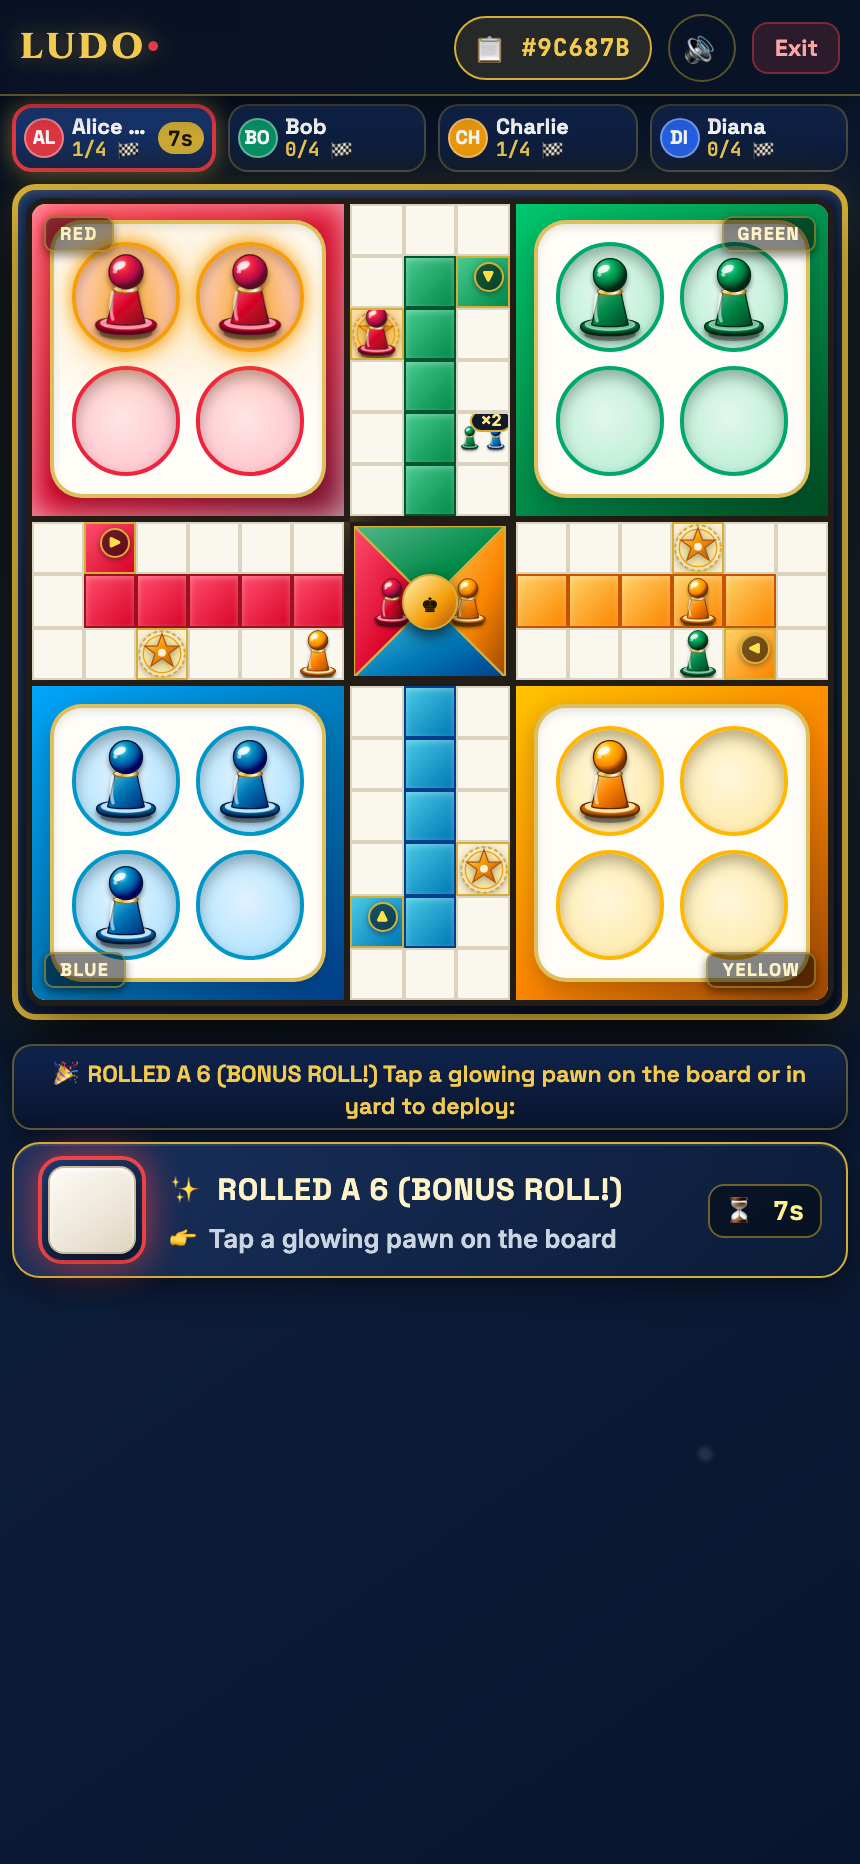 LUDO
#9C687B
Exit
AL Alice ... 1/4 7s
BO Bob 0/4
CH Charlie 1/4
DI Diana 0/4
RED
GREEN
×2
BLUE
YELLOW
ROLLED A 6 (BONUS ROLL!) Tap a glowing pawn on the board or in
yard to deploy:
ROLLED A 6 (BONUS ROLL!)
Tap a glowing pawn on the board
7s